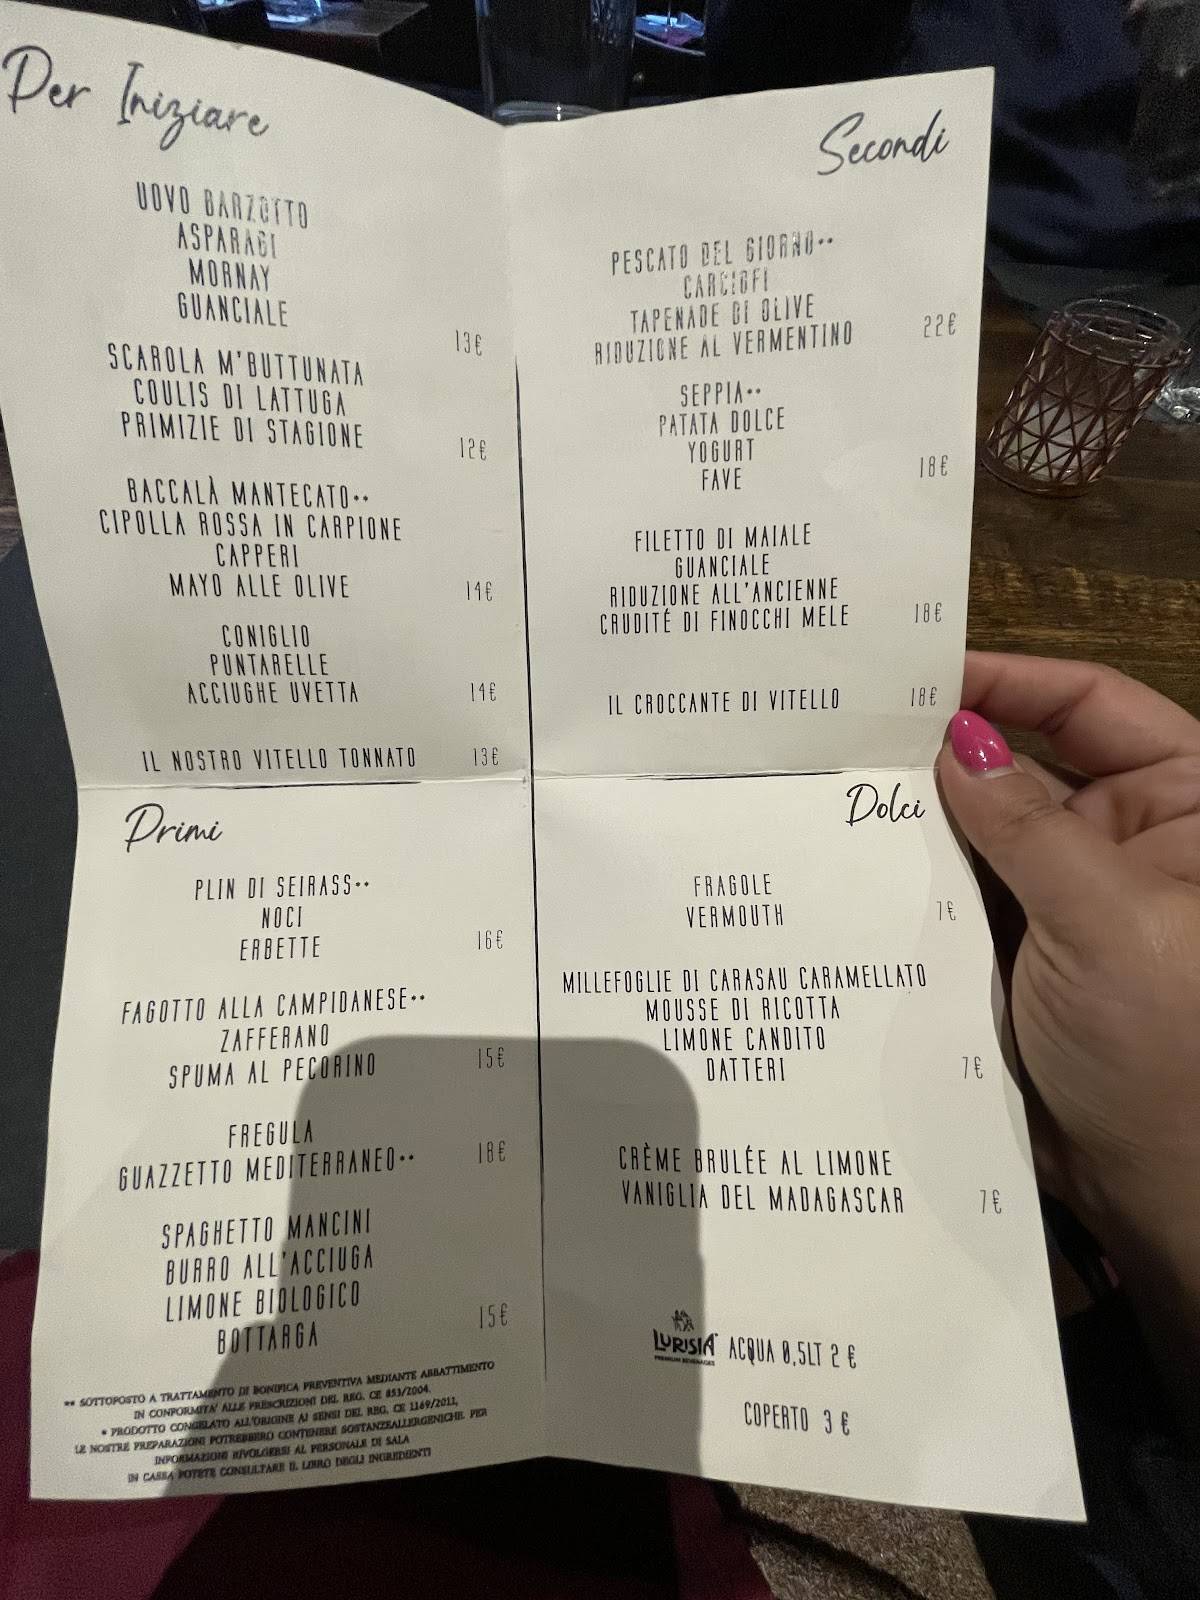 Per Iniziare
UOVO BARZOTTO
ASPARAGI
MORNAY
GUANCIALE
13€
SCAROLA M'BUTTUNATA
COULIS DI LATTUGA
PRIMIZIE DI STAGIONE
12€
BACCALÀ MANTECATO**
CIPOLLA ROSSA IN CARPIONE
CAPPERI
MAYO ALLE OLIVE
14€
CONIGLIO
PUNTARELLE
ACCIUGHE UVETTA
14€
IL NOSTRO VITELLO TONNATO 13€
Primi
PLIN DI SEIRASS**
NOCI
ERBETTE
16€
FAGOTTO ALLA CAMPIDANESE**
ZAFFERANO
SPUMA AL PECORINO
15€
FREGULA
GUAZZETTO MEDITERRANEO**
18€
SPAGHETTO MANCINI
BURRO ALL'ACCIUGA
LIMONE BIOLOGICO
BOTTARGA
15€
** SOTTOPOSTO A TRATTAMENTO DI BONIFICA PREVENTIVA MEDIANTE ABBATTIMENTO
IN CONFORMITA' ALLE PRESCRIZIONI DEL REG. CE 853/2004.
* PRODOTTO CONGELATO ALL'ORIGINE AI SENSI DEL REG. CE 1169/2011,
LE NOSTRE PREPARAZIONI POTREBBERO CONTENERE SOSTANZEALLERGENICHE. PER
INFORMAZIONI RIVOLGERSI AL PERSONALE DI SALA
IN CASSA POTETE CONSULTARE IL LIBRO DEGLI INGREDIENTI
Secondi
PESCATO DEL GIORNO**
CARCIOFI
TAPENADE DI OLIVE
RIDUZIONE AL VERMENTINO
22€
SEPPIA**
PATATA DOLCE
YOGURT
FAVE
18€
FILETTO DI MAIALE
GUANCIALE
RIDUZIONE ALL'ANCIENNE
CRUDITÉ DI FINOCCHI MELE
18€
IL CROCCANTE DI VITELLO 18€
Dolci
FRAGOLE
VERMOUTH
7€
MILLEFOGLIE DI CARASAU CARAMELLATO
MOUSSE DI RICOTTA
LIMONE CANDITO
DATTERI
7€
CRÈME BRULÉE AL LIMONE
VANIGLIA DEL MADAGASCAR
7€
LURISIA ACQUA 0,5LT 2 €
PREMIUM BEVERAGES
COPERTO 3 €